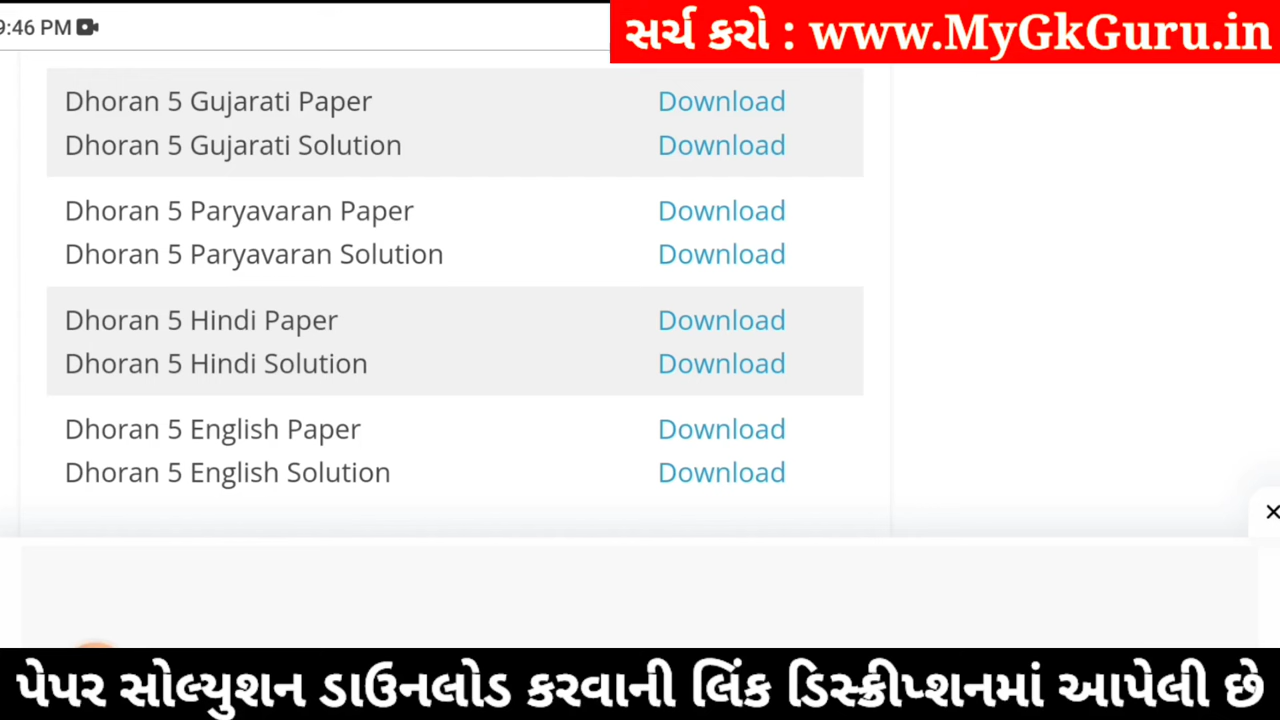 9:46 PM
સર્ચ કરો : www.MyGkGuru.in
Dhoran 5 Gujarati Paper Download
Dhoran 5 Gujarati Solution Download
Dhoran 5 Paryavaran Paper Download
Dhoran 5 Paryavaran Solution Download
Dhoran 5 Hindi Paper Download
Dhoran 5 Hindi Solution Download
Dhoran 5 English Paper Download
Dhoran 5 English Solution Download
પેપર સોલ્યુશન ડાઉનલોડ કરવાની લિંક ડિસ્ક્રીપ્શનમાં આપેલી છે